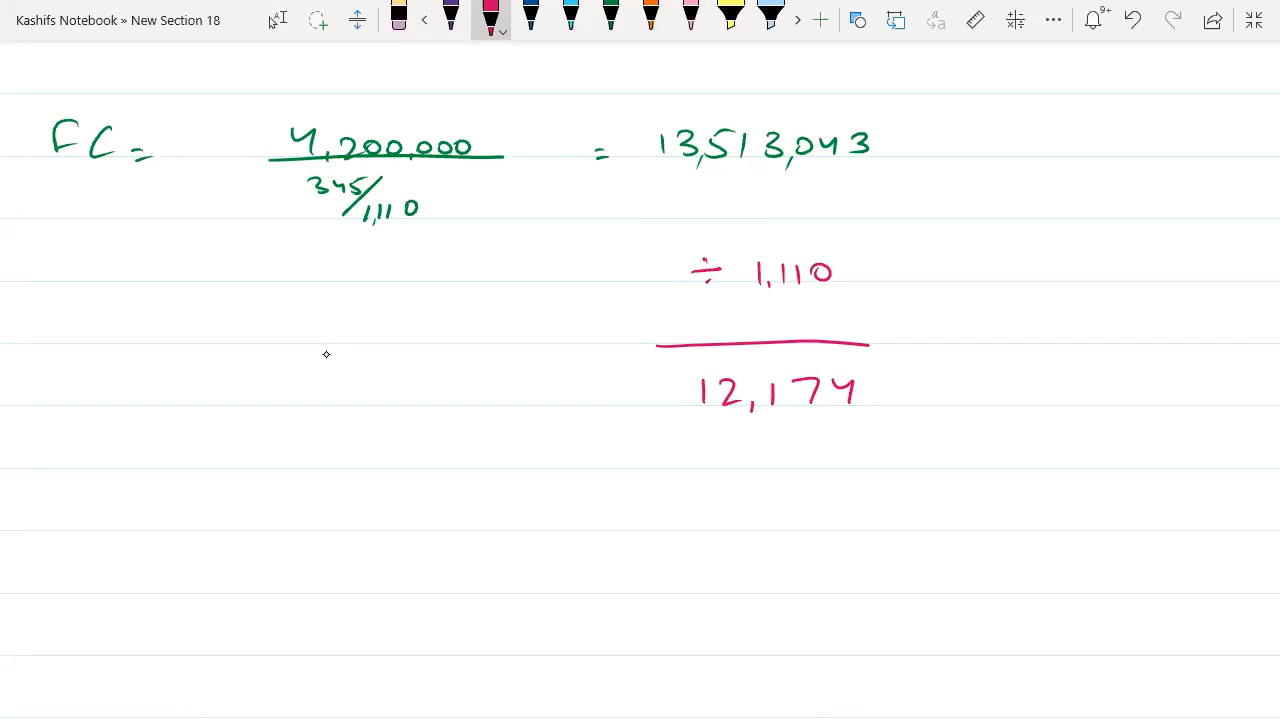 Kashifs Notebook » New Section 18
9+
FC = 4,200,000 = 13,513,043
345/1,110
÷ 1,110
12,174